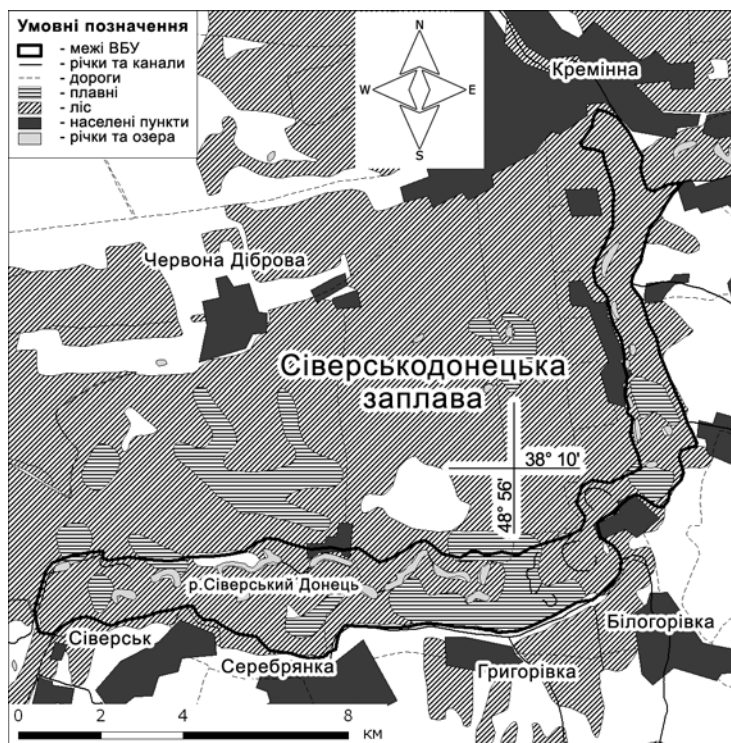 Умовні позначення
- межі ВБУ
- річки та канали
- дороги
- плавні
- ліс
- населені пункти
- річки та озера
N
W
E
S
Кремінна
Червона Діброва
Сіверськодонецька
заплава
38° 10'
48° 56'
р.Сіверський Донець
Сіверськ
Серебрянка
Григорівка
Білогорівка
0 2 4 8
км